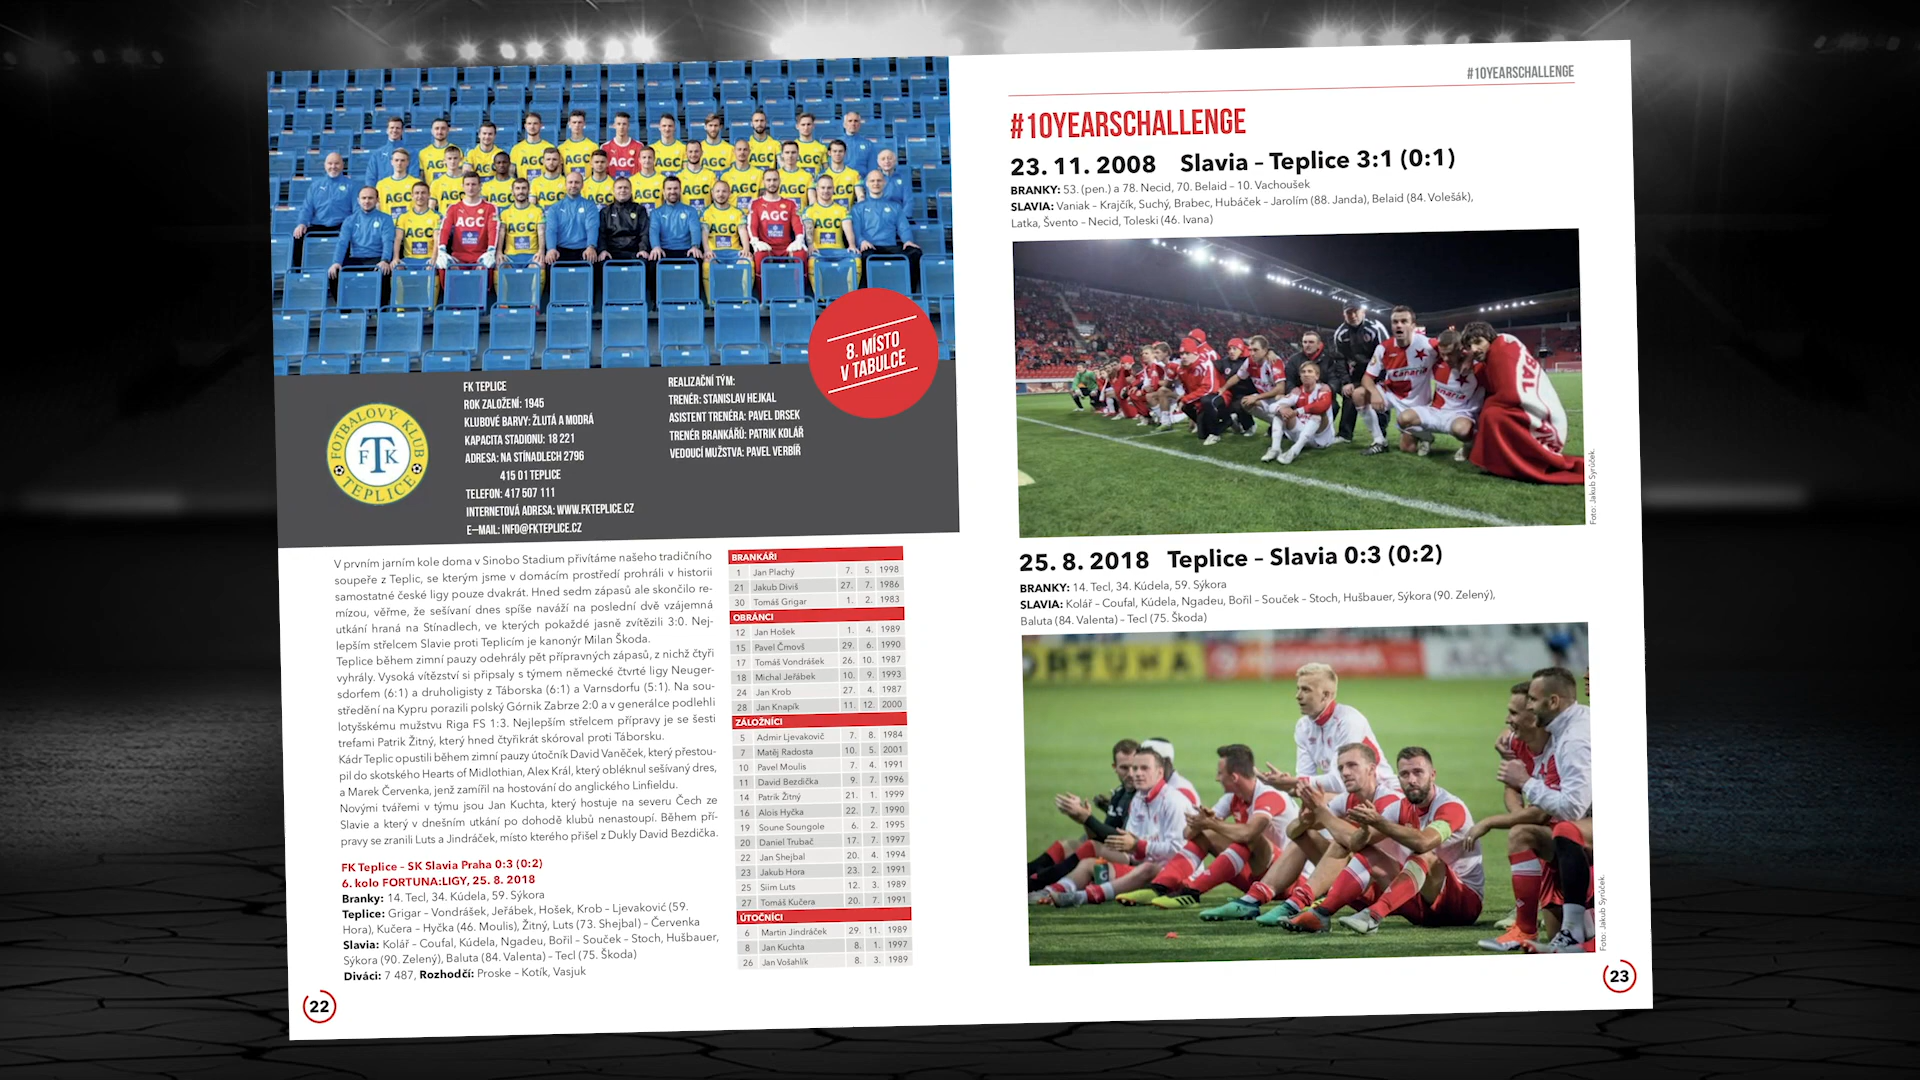 8. MÍSTO
V TABULCE
FOTBALOVÝ KLUB
FTK
TEPLICE
FK TEPLICE
ROK ZALOŽENÍ: 1945
KLUBOVÉ BARVY: ŽLUTÁ A MODRÁ
KAPACITA STADIONU: 18 221
ADRESA: NA STÍNADLECH 2796
415 01 TEPLICE
TELEFON: 417 507 111
INTERNETOVÁ ADRESA: WWW.FKTEPLICE.CZ
E–MAIL: INFO@FKTEPLICE.CZ
REALIZAČNÍ TÝM:
TRENÉR: STANISLAV HEJKAL
ASISTENT TRENÉRA: PAVEL DRSEK
TRENÉR BRANKÁŘŮ: PATRIK KOLÁŘ
VEDOUCÍ MUŽSTVA: PAVEL VERBÍŘ
V prvním jarním kole doma v Sinobo Stadium přivítáme našeho tradičního
soupeře z Teplic, se kterým jsme v domácím prostředí prohráli v historii
samostatné české ligy pouze dvakrát. Hned sedm zápasů ale skončilo re-
mízou, věřme, že sešívaní dnes spíše naváží na poslední dvě vzájemná
utkání hraná na Stínadlech, ve kterých pokaždé jasně zvítězili 3:0. Nej-
lepším střelcem Slavie proti Teplicím je kanonýr Milan Škoda.
Teplice během zimní pauzy odehrály pět přípravných zápasů, z nichž čtyři
vyhrály. Vysoká vítězství si připsaly s týmem německé čtvrté ligy Neuger-
sdorfem (6:1) a druholigisty z Táborska (6:1) a Varnsdorfu (5:1). Na sou-
středění na Kypru porazili polský Górnik Zabrze 2:0 a v generálce podlehli
lotyšskému mužstvu Riga FS 1:3. Nejlepším střelcem přípravy je se šesti
trefami Patrik Žitný, který hned čtyřikrát skóroval proti Táborsku.
Kádr Teplic opustili během zimní pauzy útočník David Vaněček, který přestou-
pil do skotského Hearts of Midlothian, Alex Král, který obléknul sešívaný dres,
a Marek Červenka, jenž zamířil na hostování do anglického Linfieldu.
Novými tvářemi v týmu jsou Jan Kuchta, který hostuje na severu Čech ze
Slavie a který v dnešním utkání po dohodě klubů nenastoupí. Během pří-
pravy se zranili Luts a Jindráček, místo kterého přišel z Dukly David Bezdička.
FK Teplice – SK Slavia Praha 0:3 (0:2)
6. kolo FORTUNA:LIGY, 25. 8. 2018
Branky: 14. Tecl, 34. Kúdela, 59. Sýkora
Teplice: Grigar – Vondrášek, Jeřábek, Hošek, Krob – Ljevaković (59.
Hora), Kučera – Hyčka (46. Moulis), Žitný, Luts (73. Shejbal) – Červenka
Slavia: Kolář – Coufal, Kúdela, Ngadeu, Bořil – Souček – Stoch, Hušbauer,
Sýkora (90. Zelený), Baluta (84. Valenta) – Tecl (75. Škoda)
Diváci: 7 487, Rozhodčí: Proske – Kotík, Vasjuk
22
BRANKÁŘI
1 Jan Plachý 7. 5. 1998
21 Jakub Diviš 27. 7. 1986
30 Tomáš Grigar 1. 2. 1983
OBRÁNCI
12 Jan Hošek 1. 4. 1989
15 Pavel Čmovš 29. 6. 1990
17 Tomáš Vondrášek 26. 10. 1987
18 Michal Jeřábek 10. 9. 1993
24 Jan Krob 27. 4. 1987
28 Jan Knapík 11. 12. 2000
ZÁLOŽNÍCI
5 Admir Ljevakovič 7. 8. 1984
7 Matěj Radosta 10. 5. 2001
10 Pavel Moulis 7. 4. 1991
11 David Bezdička 9. 7. 1996
14 Patrik Žitný 21. 1. 1999
16 Alois Hyčka 22. 7. 1990
19 Soune Soungole 6. 2. 1995
20 Daniel Trubač 17. 7. 1997
22 Jan Shejbal 20. 4. 1994
23 Jakub Hora 23. 2. 1991
25 Siim Luts 12. 3. 1989
27 Tomáš Kučera 20. 7. 1991
ÚTOČNÍCI
6 Martin Jindráček 29. 11. 1989
8 Jan Kuchta 8. 1. 1997
26 Jan Vošahlík 8. 3. 1989
#10YEARSCHALLENGE
#10YEARSCHALLENGE
23. 11. 2008 Slavia – Teplice 3:1 (0:1)
BRANKY: 53. (pen.) a 78. Necid, 70. Belaid – 10. Vachoušek
SLAVIA: Vaniak – Krajčík, Suchý, Brabec, Hubáček – Jarolím (88. Janda), Belaid (84. Volešák),
Latka, Švento – Necid, Toleski (46. Ivana)
Foto: Jakub Syrůček.
25. 8. 2018 Teplice – Slavia 0:3 (0:2)
BRANKY: 14. Tecl, 34. Kúdela, 59. Sýkora
SLAVIA: Kolář – Coufal, Kúdela, Ngadeu, Bořil – Souček – Stoch, Hušbauer, Sýkora (90. Zelený),
Baluta (84. Valenta) – Tecl (75. Škoda)
Foto: Jakub Syrůček.
23